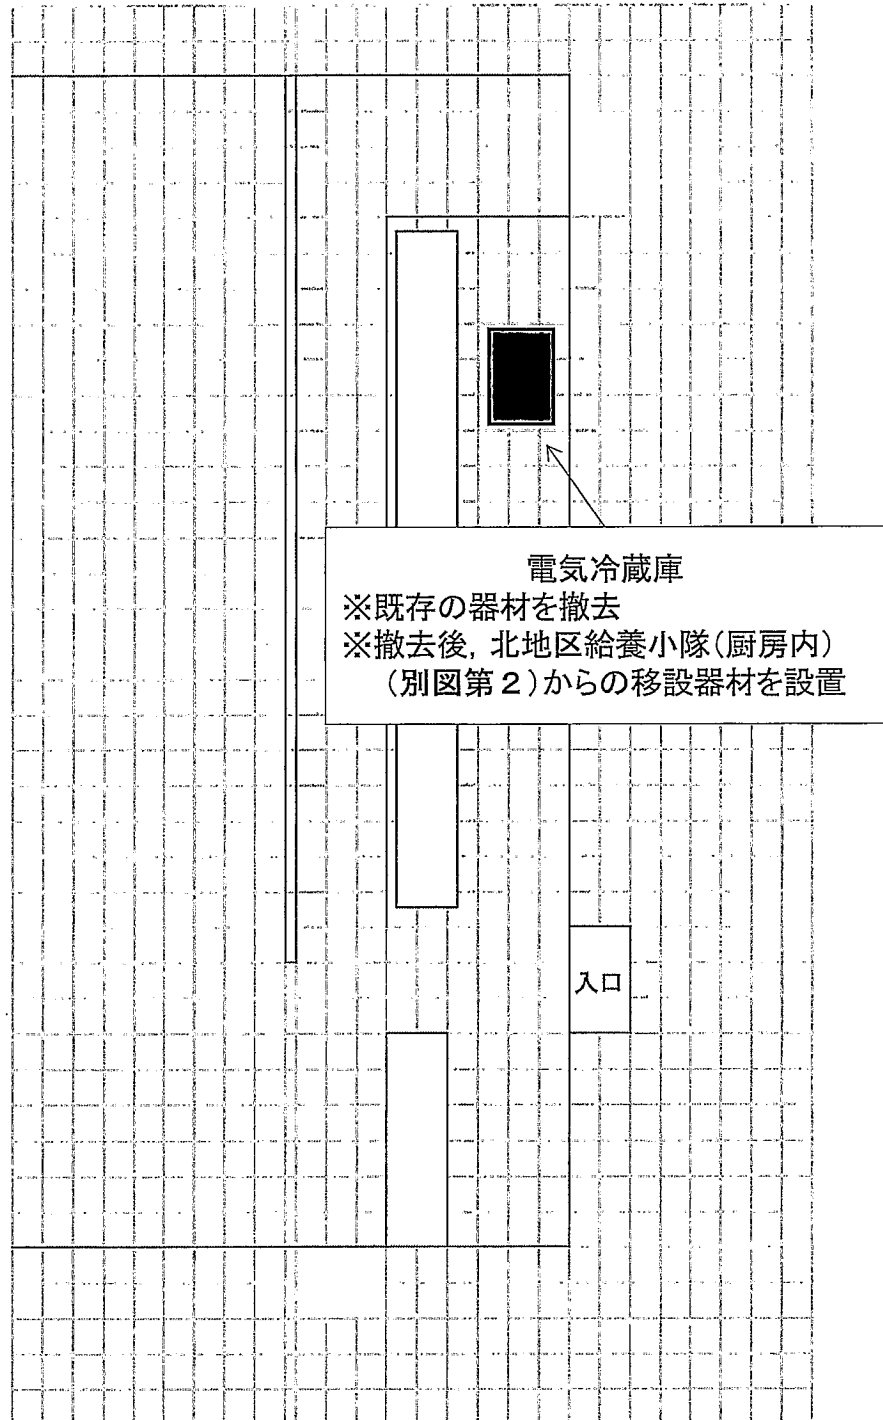 電気冷蔵庫
※既存の器材を撤去
※撤去後，北地区給養小隊（厨房内）
（別図第２）からの移設器材を設置
入口